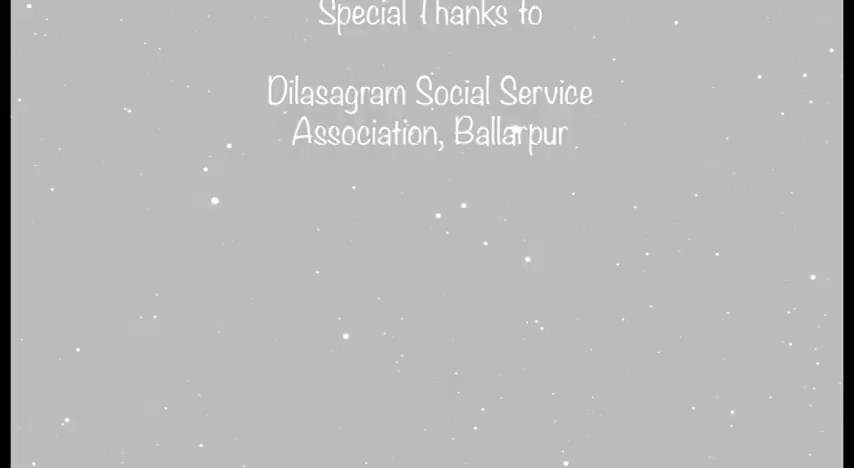 Special Thanks to
Dilasagram Social Service
Association, Ballarpur